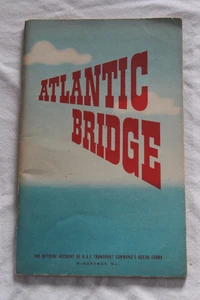 ATLANTIC
BRIDGE
THE OFFICIAL ACCOUNT OF R.A.F. TRANSPORT COMMAND'S OCEAN FERRY